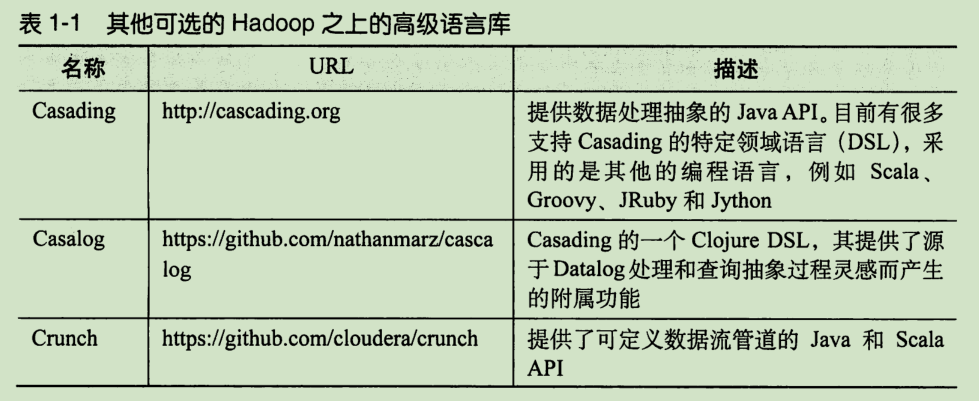 表 1-1 其他可选的 Hadoop 之上的高级语言库
名称 URL 描述
Casading http://cascading.org 提供数据处理抽象的 Java API。目前有很多
支持 Casading 的特定领域语言（DSL），采
用的是其他的编程语言，例如 Scala、
Groovy、JRuby 和 Jython
Casalog https://github.com/nathanmarz/casca Casading 的一个 Clojure DSL，其提供了源
log 于 Datalog 处理和查询抽象过程灵感而产生
的附属功能
Crunch https://github.com/cloudera/crunch 提供了可定义数据流管道的 Java 和 Scala
API